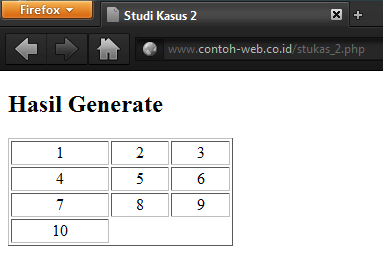 Firefox
Studi Kasus 2
www.contoh-web.co.id/stukas_2.php
Hasil Generate
1 2 3
4 5 6
7 8 9
10